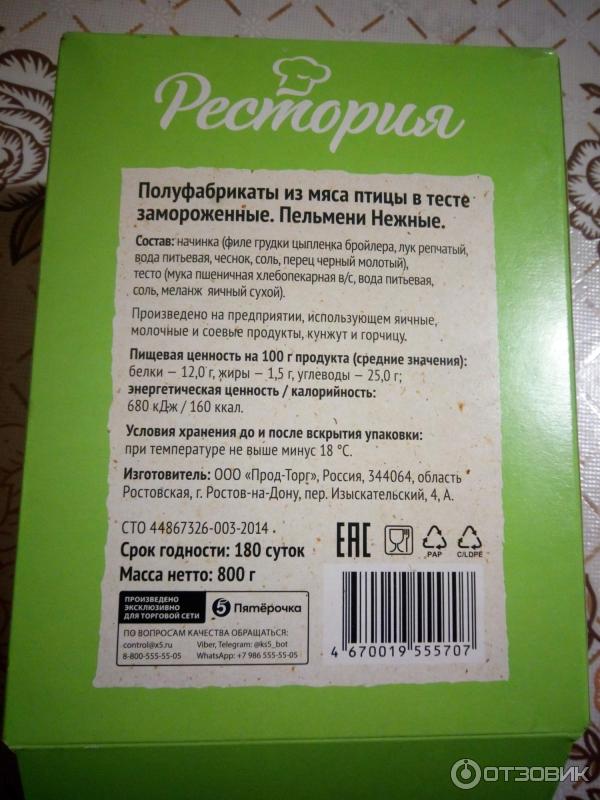 Рестория
Полуфабрикаты из мяса птицы в тесте
замороженные. Пельмени Нежные.
Состав: начинка (филе грудки цыпленка бройлера, лук репчатый,
вода питьевая, чеснок, соль, перец черный молотый),
тесто (мука пшеничная хлебопекарная в/с, вода питьевая,
соль, меланж яичный сухой).
Произведено на предприятии, использующем яичные,
молочные и соевые продукты, кунжут и горчицу.
Пищевая ценность на 100 г продукта (средние значения):
белки — 12,0 г, жиры — 1,5 г, углеводы — 25,0 г;
энергетическая ценность / калорийность:
680 кДж / 160 ккал.
Условия хранения до и после вскрытия упаковки:
при температуре не выше минус 18 °С.
Изготовитель: ООО «Прод-Торг», Россия, 344064, область
Ростовская, г. Ростов-на-Дону, пер. Изыскательский, 4, А.
СТО 44867326-003-2014
Срок годности: 180 суток
Масса нетто: 800 г
EAC
PAP
C/LDPE
ПРОИЗВЕДЕНО
ЭКСКЛЮЗИВНО
ДЛЯ ТОРГОВОЙ СЕТИ
5 Пятёрочка
ПО ВОПРОСАМ КАЧЕСТВА ОБРАЩАТЬСЯ:
control@x5.ru Viber, Telegram: @ks5_bot
8-800-555-55-05 WhatsApp: +7 986 555-55-05
4 670019 555707
ОТЗОВИК